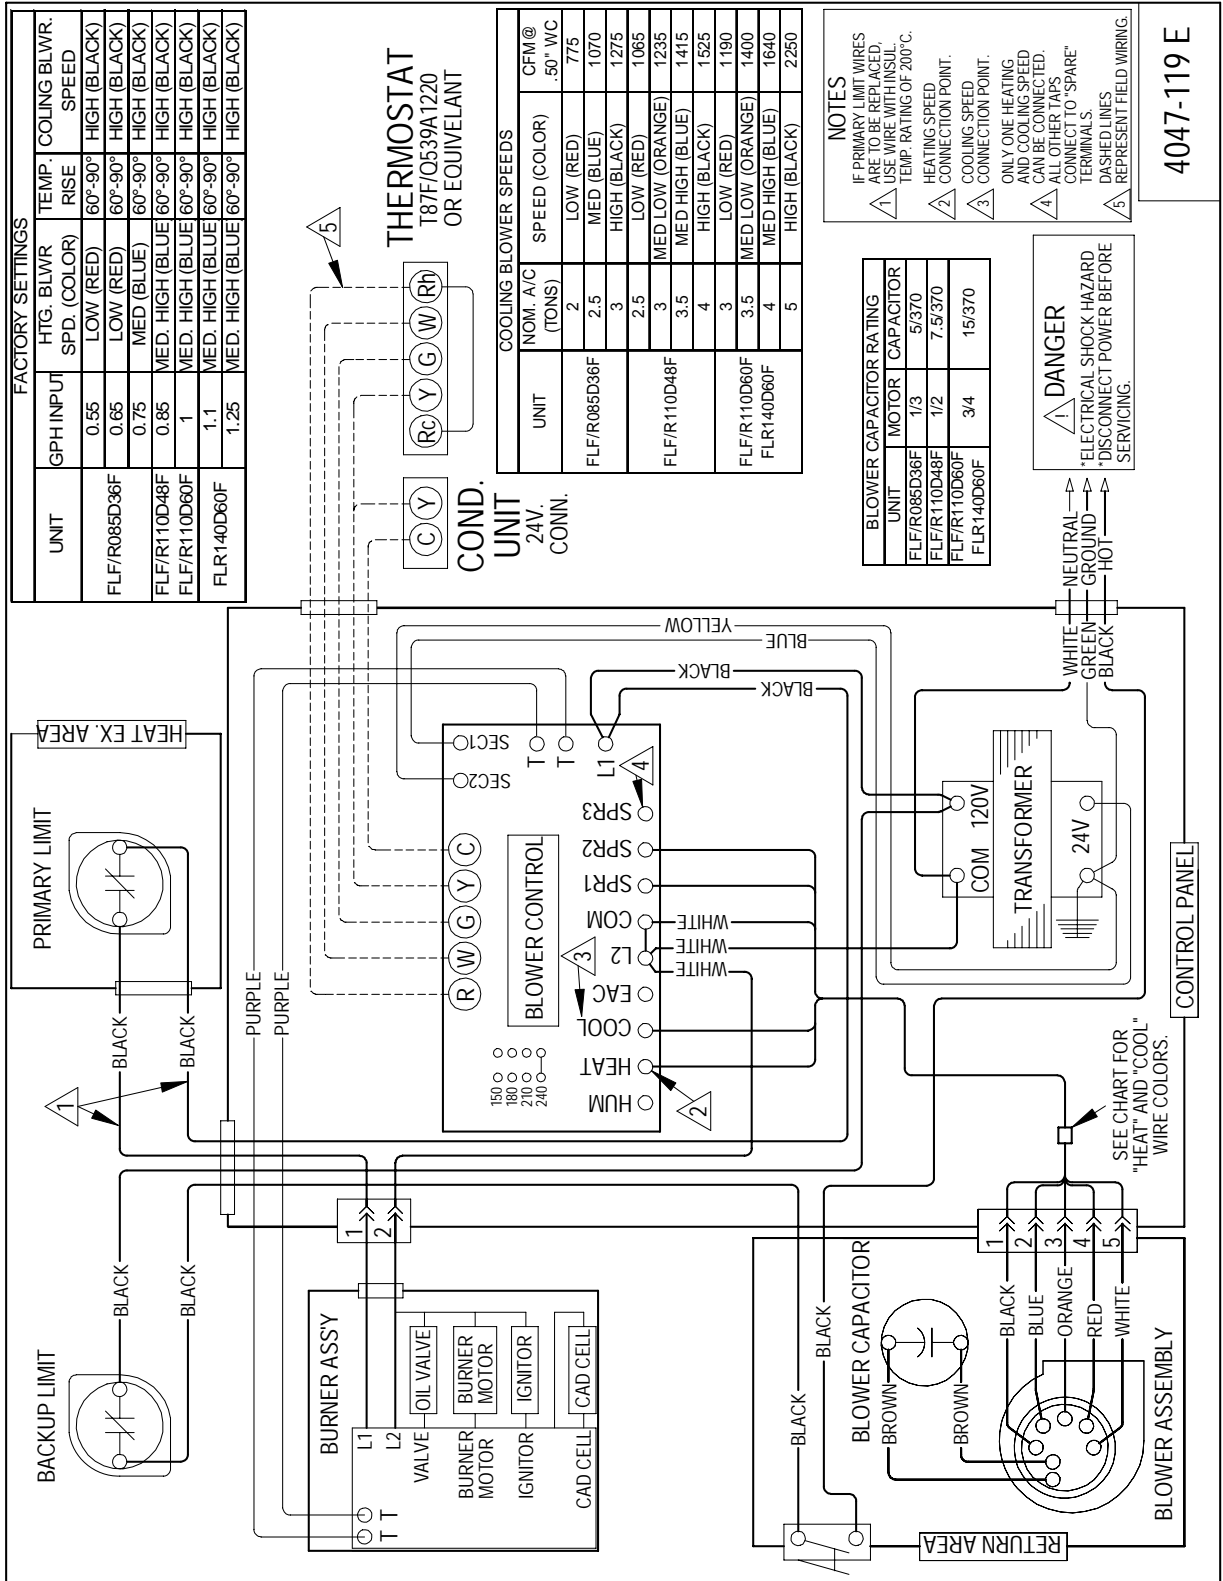 FACTORY SETTINGS
UNIT GPH INPUT HTG. BLWR SPD. (COLOR) TEMP. RISE COLING BLWR. SPEED
FLF/R085D36F 0.55 LOW (RED) 60°-90° HIGH (BLACK)
0.65 LOW (RED) 60°-90° HIGH (BLACK)
0.75 MED (BLUE) 60°-90° HIGH (BLACK)
FLF/R110D48F 0.85 MED. HIGH (BLUE) 60°-90° HIGH (BLACK)
FLF/R110D60F 1 MED. HIGH (BLUE) 60°-90° HIGH (BLACK)
FLR140D60F 1.1 MED. HIGH (BLUE) 60°-90° HIGH (BLACK)
1.25 MED. HIGH (BLUE) 60°-90° HIGH (BLACK)
THERMOSTAT
T87F/Q539A1220
OR EQUIVELANT
5
Rc Y G W Rh
C Y
COND.
UNIT
24V.
CONN.
COOLING BLOWER SPEEDS
UNIT NOM. A/C (TONS) SPEED (COLOR) CFM @ .50" WC
FLF/R085D36F 2 LOW (RED) 775
2.5 MED (BLUE) 1070
3 HIGH (BLACK) 1275
FLF/R110D48F 2.5 LOW (RED) 1065
3 MED LOW (ORANGE) 1235
3.5 MED HIGH (BLUE) 1415
4 HIGH (BLACK) 1525
FLF/R110D60F FLR140D60F 3 LOW (RED) 1190
3.5 MED LOW (ORANGE) 1400
4 MED HIGH (BLUE) 1640
5 HIGH (BLACK) 2250
BLOWER CAPACITOR RATING
UNIT MOTOR CAPACITOR
FLF/R085D36F 1/3 5/370
FLF/R110D48F 1/2 7.5/370
FLF/R110D60F FLR140D60F 3/4 15/370
NOTES
1 IF PRIMARY LIMIT WIRES
ARE TO BE REPLACED,
USE WIRE WITH INSUL.
TEMP. RATING OF 200°C.
2 HEATING SPEED
CONNECTION POINT.
3 COOLING SPEED
CONNECTION POINT.
4 ONLY ONE HEATING
AND COOLING SPEED
CAN BE CONNECTED.
ALL OTHER TAPS
CONNECT TO "SPARE"
TERMINALS.
5 DASHED LINES
REPRESENT FIELD WIRING.
4047-119 E
! DANGER
*ELECTRICAL SHOCK HAZARD
*DISCONNECT POWER BEFORE
SERVICING.
BACKUP LIMIT
BLACK
BLACK
PRIMARY LIMIT
HEAT EX. AREA
BLACK
BLACK
1
PURPLE
PURPLE
BURNER ASS'Y
T T
L1
L2
VALVE OIL VALVE
BURNER MOTOR BURNER MOTOR
IGNITOR IGNITOR
CAD CELL CAD CELL
1
2
BLOWER CONTROL
R W G Y C
SEC2 SEC1
T
T
L1
150
180
210
240
HUM HEAT COOL EAC L2 COM SPR1 SPR2 SPR3
2
3
4
WHITE
WHITE
WHITE
BLACK
BLACK
BLUE
YELLOW
COM 120V
TRANSFORMER
24V
WHITE NEUTRAL
GREEN GROUND
BLACK HOT
CONTROL PANEL
SEE CHART FOR
"HEAT" AND "COOL"
WIRE COLORS.
BLACK
BLACK
BLOWER CAPACITOR
BROWN
BROWN
BLACK 1
BLUE 2
ORANGE 3
RED 4
WHITE 5
BLOWER ASSEMBLY
RETURN AREA